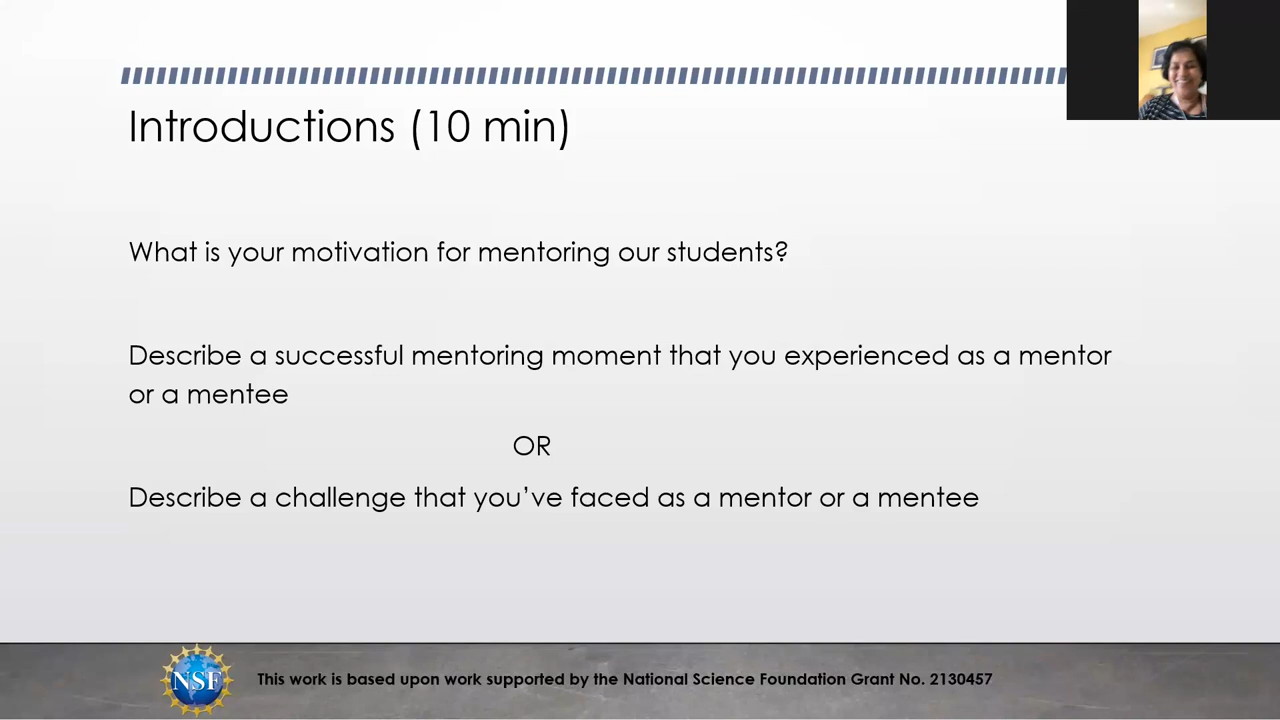 Introductions (10 min)
What is your motivation for mentoring our students?
Describe a successful mentoring moment that you experienced as a mentor
or a mentee
OR
Describe a challenge that you’ve faced as a mentor or a mentee
NSF
This work is based upon work supported by the National Science Foundation Grant No. 2130457